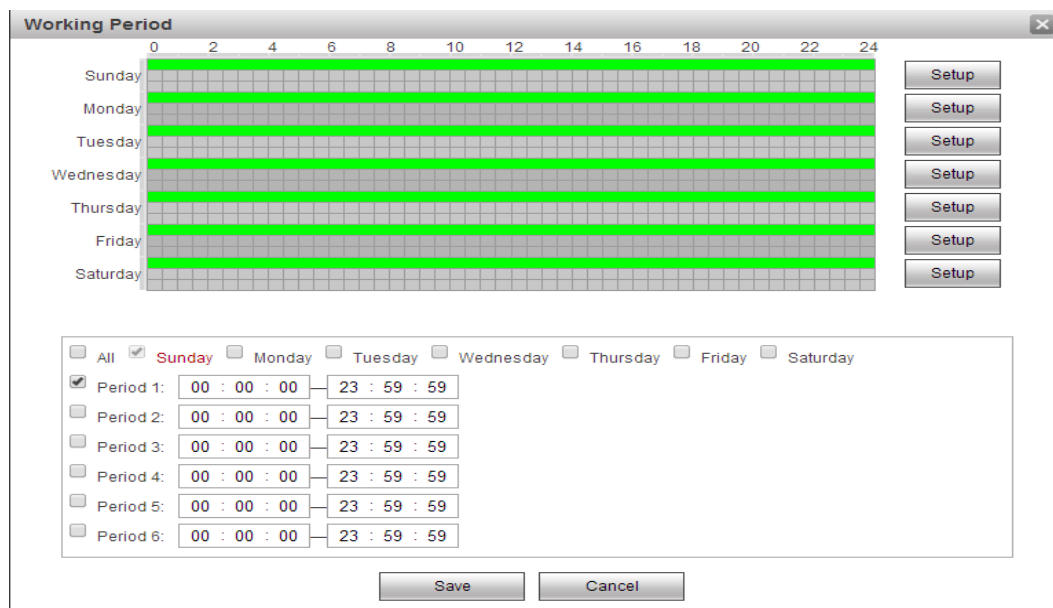 Working Period
0 2 4 6 8 10 12 14 16 18 20 22 24
Sunday Setup
Monday Setup
Tuesday Setup
Wednesday Setup
Thursday Setup
Friday Setup
Saturday Setup
All Sunday Monday Tuesday Wednesday Thursday Friday Saturday
Period 1: 00 : 00 : 00 — 23 : 59 : 59
Period 2: 00 : 00 : 00 — 23 : 59 : 59
Period 3: 00 : 00 : 00 — 23 : 59 : 59
Period 4: 00 : 00 : 00 — 23 : 59 : 59
Period 5: 00 : 00 : 00 — 23 : 59 : 59
Period 6: 00 : 00 : 00 — 23 : 59 : 59
Save Cancel